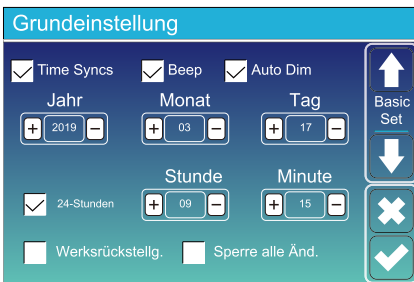 Grundeinstellung
Time Syncs Beep Auto Dim
Jahr Monat Tag
+ 2019 − + 03 − + 17 −
Basic
Set
Stunde Minute
24-Stunden + 09 − + 15 −
Werksrückstellg. Sperre alle Änd.